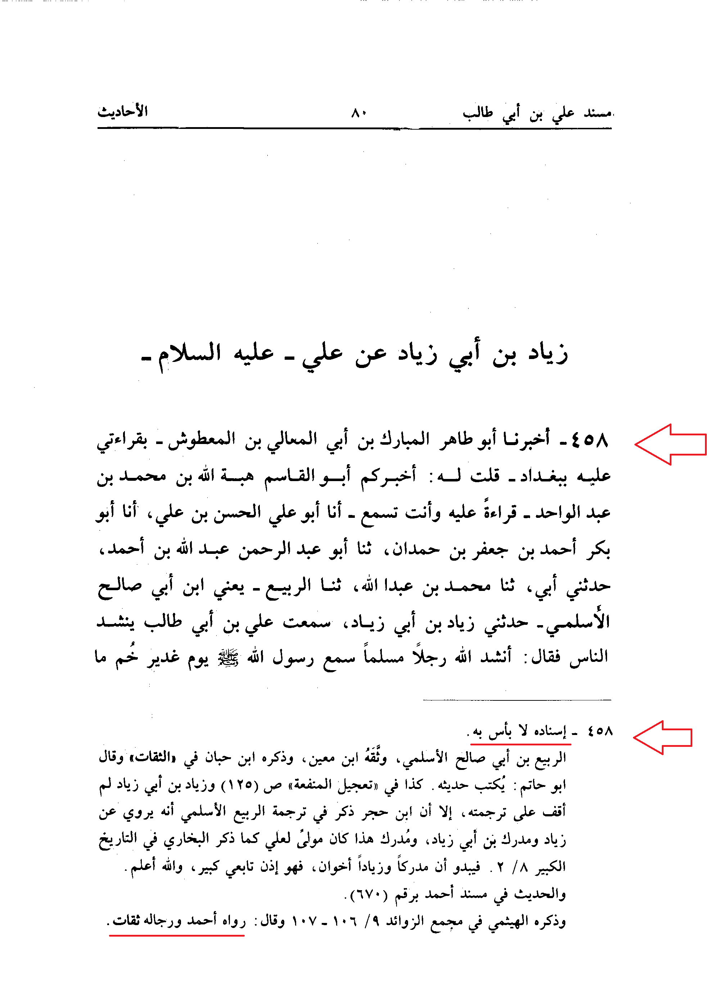 مسند علي بن أبي طالب ٨٠ الأحاديث
زياد بن أبي زياد عن علي ـ عليه السلام ـ
٤٥٨ـ أخبرنا أبو طاهر المبارك بن أبي المعالي بن المعطوش ـ بقراءتي
عليه ببغداد ـ قلت له: أخبركم أبو القاسم هبة الله بن محمد بن
عبد الواحد ـ قراءةً عليه وأنت تسمع ـ أنا أبو علي الحسن بن علي، أنا أبو
بكر أحمد بن جعفر بن حمدان، ثنا أبو عبد الرحمن عبد الله بن أحمد،
حدثني أبي، ثنا محمد بن عبدا الله، ثنا الربيع ـ يعني ابن أبي صالح
الأَسلمي ـ حدثني زياد بن أبي زياد، سمعت علي بن أبي طالب ينشد
الناس فقال: أنشد الله رجلاً مسلماً سمع رسول الله ﷺ يوم غدير خُم ما
٤٥٨ ـ إسناده لا بأس به.
الربيع بن أبي صالح الأسلمي، وثَّقَهُ ابن معين، وذكره ابن حبان في «الثقات» وقال
ابو حاتم: يُكتب حديثه. كذا في «تعجيل المنفعة» ص (١٢٥) وزياد بن أبي زياد لم
أقف على ترجمته، إلا أن ابن حجر ذكر في ترجمة الربيع الأسلمي أنه يروي عن
زياد ومدرك بن أبي زياد، ومُدرك هذا كان مولىً لعلي كما ذكر البخاري في التاريخ
الكبير ٨/ ٢. فيبدو أن مدركاً وزياداً أخوان، فهو إذن تابعي كبير، والله أعلم.
والحديث في مسند أحمد برقم (٦٧٠).
وذكره الهيثمي في مجمع الزوائد ٩/ ١٠٦ ـ ١٠٧ وقال: رواه أحمد ورجاله ثقات.